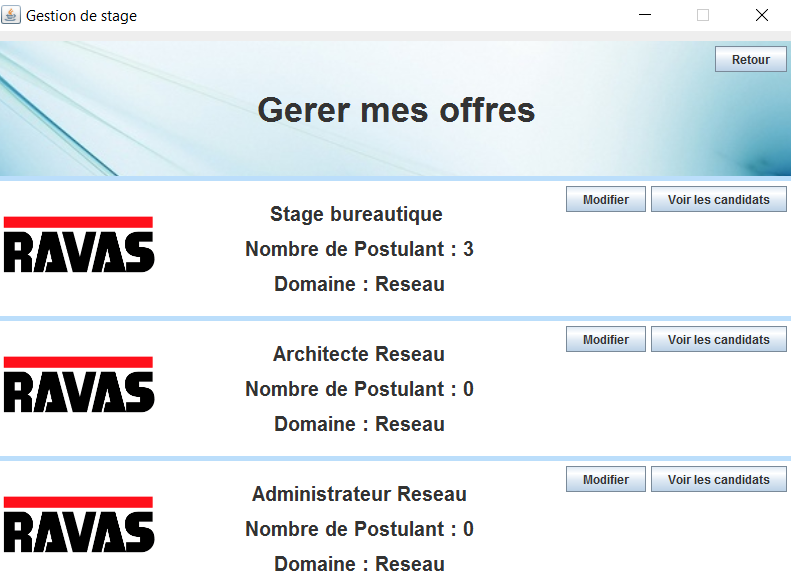 Gestion de stage
Retour
Gerer mes offres
Modifier
Voir les candidats
RAVAS
Stage bureautique
Nombre de Postulant : 3
Domaine : Reseau
Modifier
Voir les candidats
RAVAS
Architecte Reseau
Nombre de Postulant : 0
Domaine : Reseau
Modifier
Voir les candidats
RAVAS
Administrateur Reseau
Nombre de Postulant : 0
Domaine : Reseau